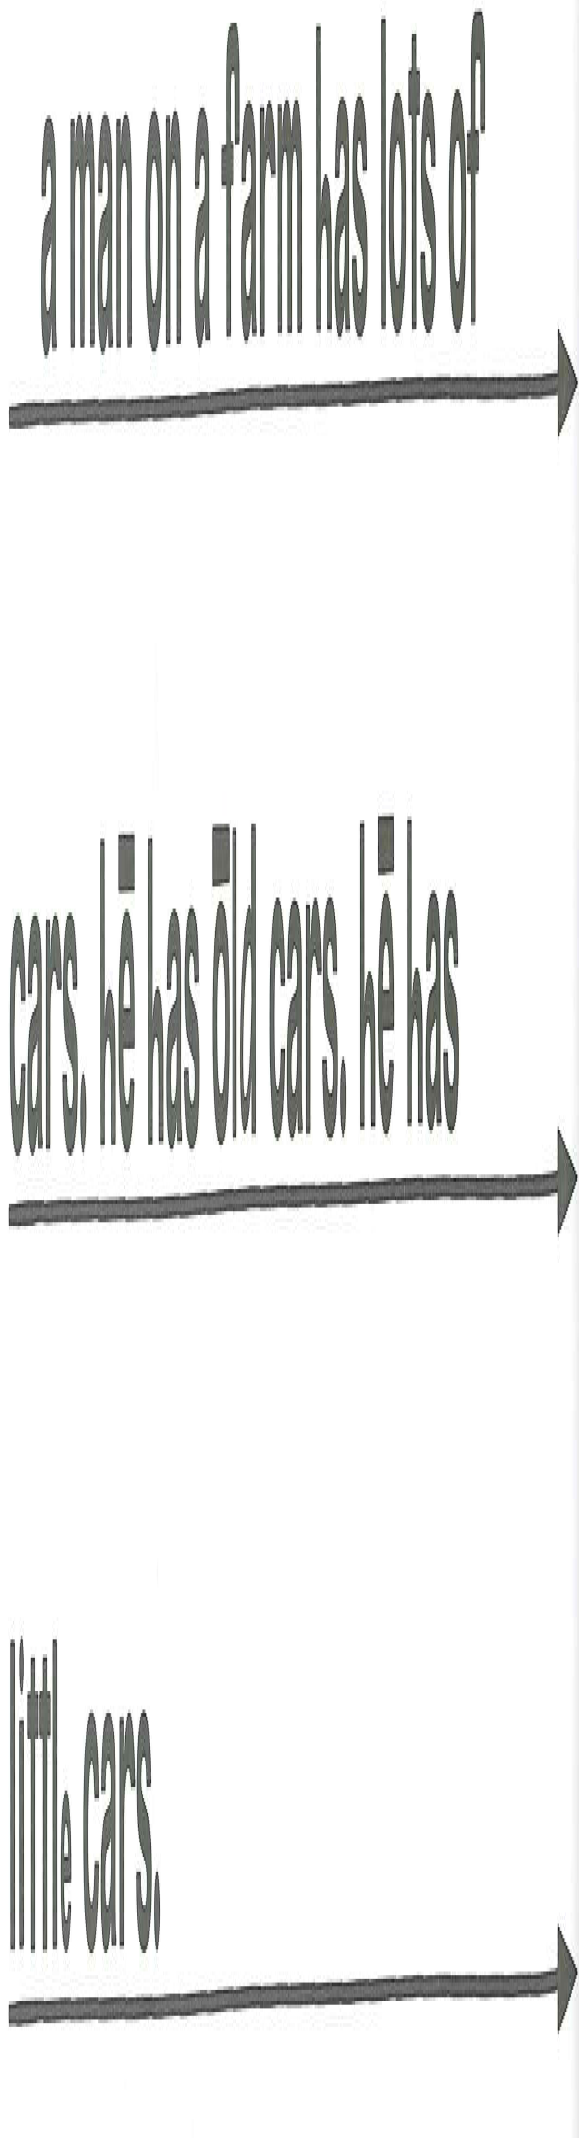 a man on a farm has lots of
cars. hē has ōld cars. hē has
little cars.